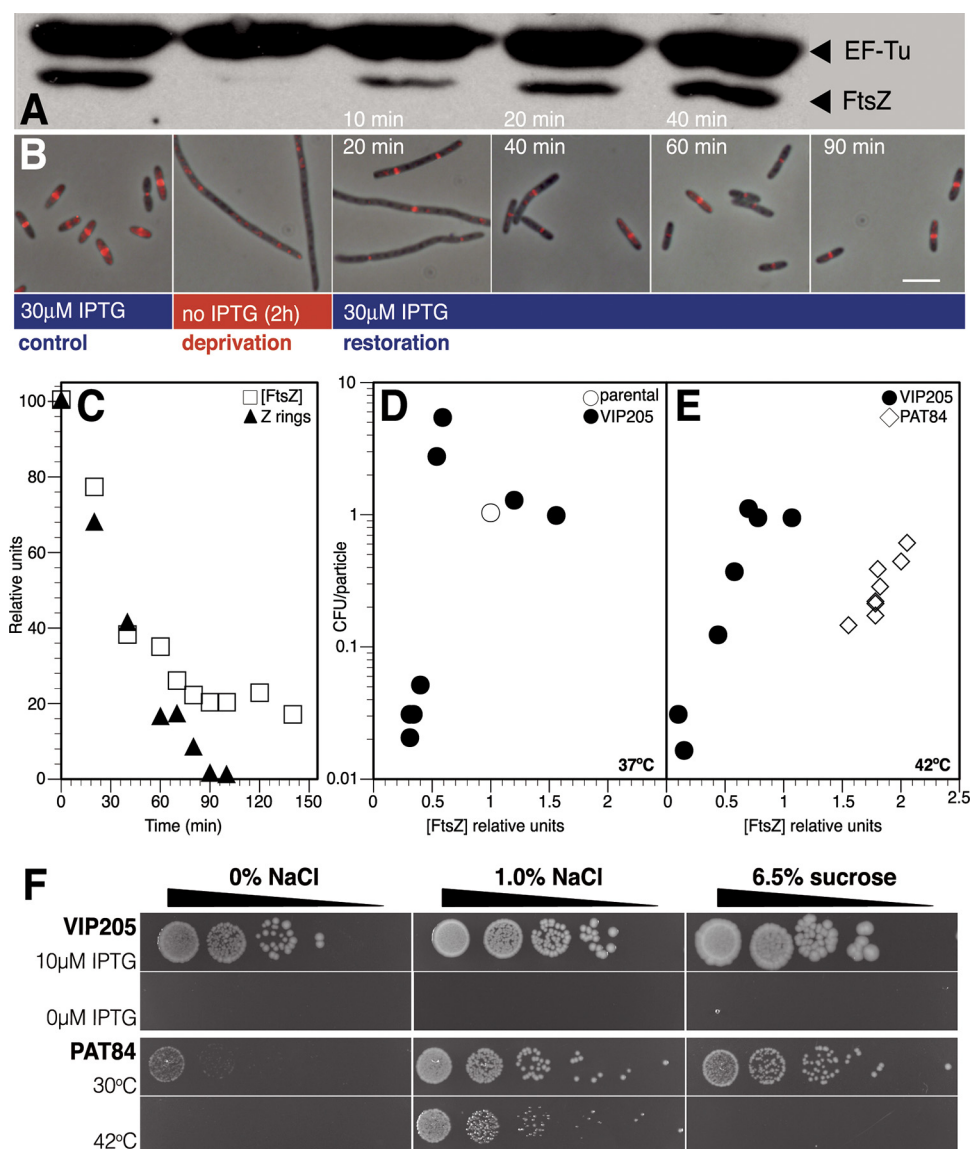 A
EF-Tu
FtsZ
10 min
20 min
40 min
B
20 min
40 min
60 min
90 min
30μM IPTG
no IPTG (2h)
30μM IPTG
control
deprivation
restoration
C
[FtsZ]
Z rings
Relative units
100
80
60
40
20
0
0
30
60
90
120
150
Time (min)
D
parental
VIP205
CFU/particle
10
1
0.1
0.01
37ºC
0
0.5
1
1.5
2
[FtsZ] relative units
E
VIP205
PAT84
42ºC
0
0.5
1
1.5
2
2.5
[FtsZ] relative units
F
0% NaCl
1.0% NaCl
6.5% sucrose
VIP205
10μM IPTG
0μM IPTG
PAT84
30ºC
42ºC